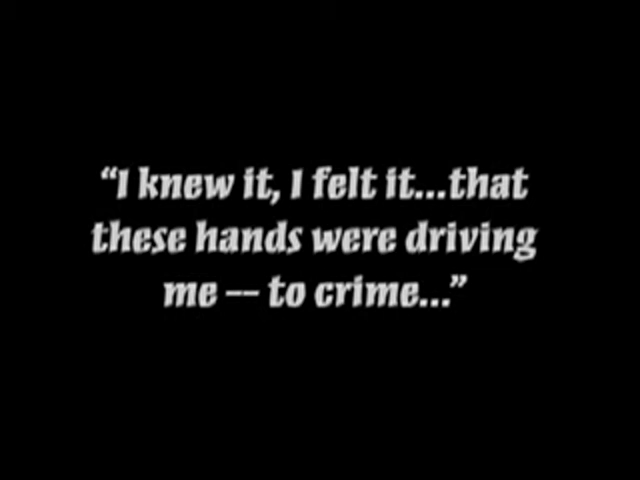 “I knew it, I felt it...that
these hands were driving
me -- to crime...”